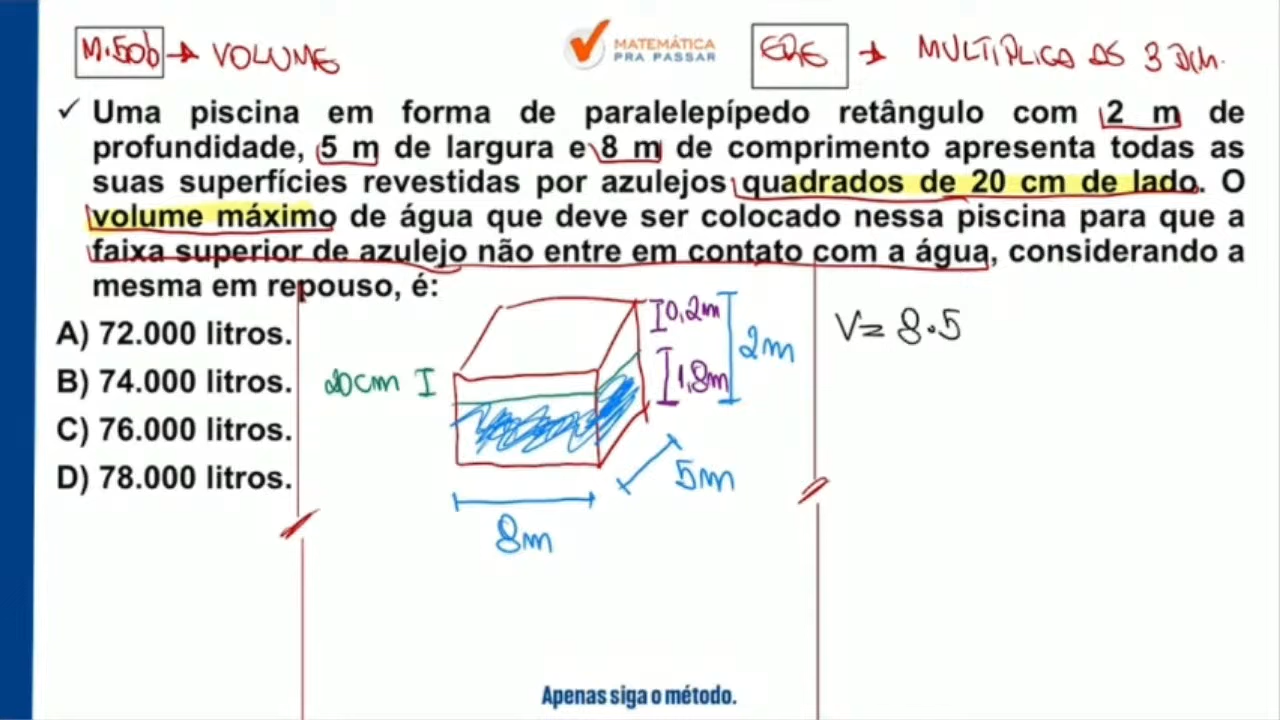 M.50b → VOLUME
MATEMÁTICA
PRA PASSAR
ERE → MULTIPLICA AS 3 DIM.
✓ Uma piscina em forma de paralelepípedo retângulo com 2 m de
profundidade, 5 m de largura e 8 m de comprimento apresenta todas as
suas superfícies revestidas por azulejos quadrados de 20 cm de lado. O
volume máximo de água que deve ser colocado nessa piscina para que a
faixa superior de azulejo não entre em contato com a água, considerando a
mesma em repouso, é:
A) 72.000 litros.
B) 74.000 litros.
C) 76.000 litros.
D) 78.000 litros.
20cm
0,2m
1,8m
2m
5m
8m
V= 8.5
Apenas siga o método.